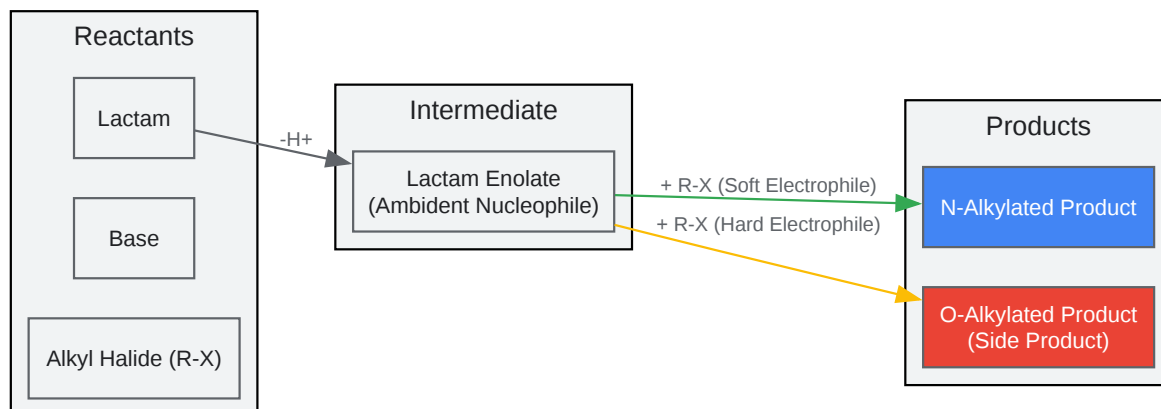 Reactants
Lactam
Base
Alkyl Halide (R-X)
-H+
Intermediate
Lactam Enolate
(Ambident Nucleophile)
+ R-X (Soft Electrophile)
+ R-X (Hard Electrophile)
Products
N-Alkylated Product
O-Alkylated Product
(Side Product)